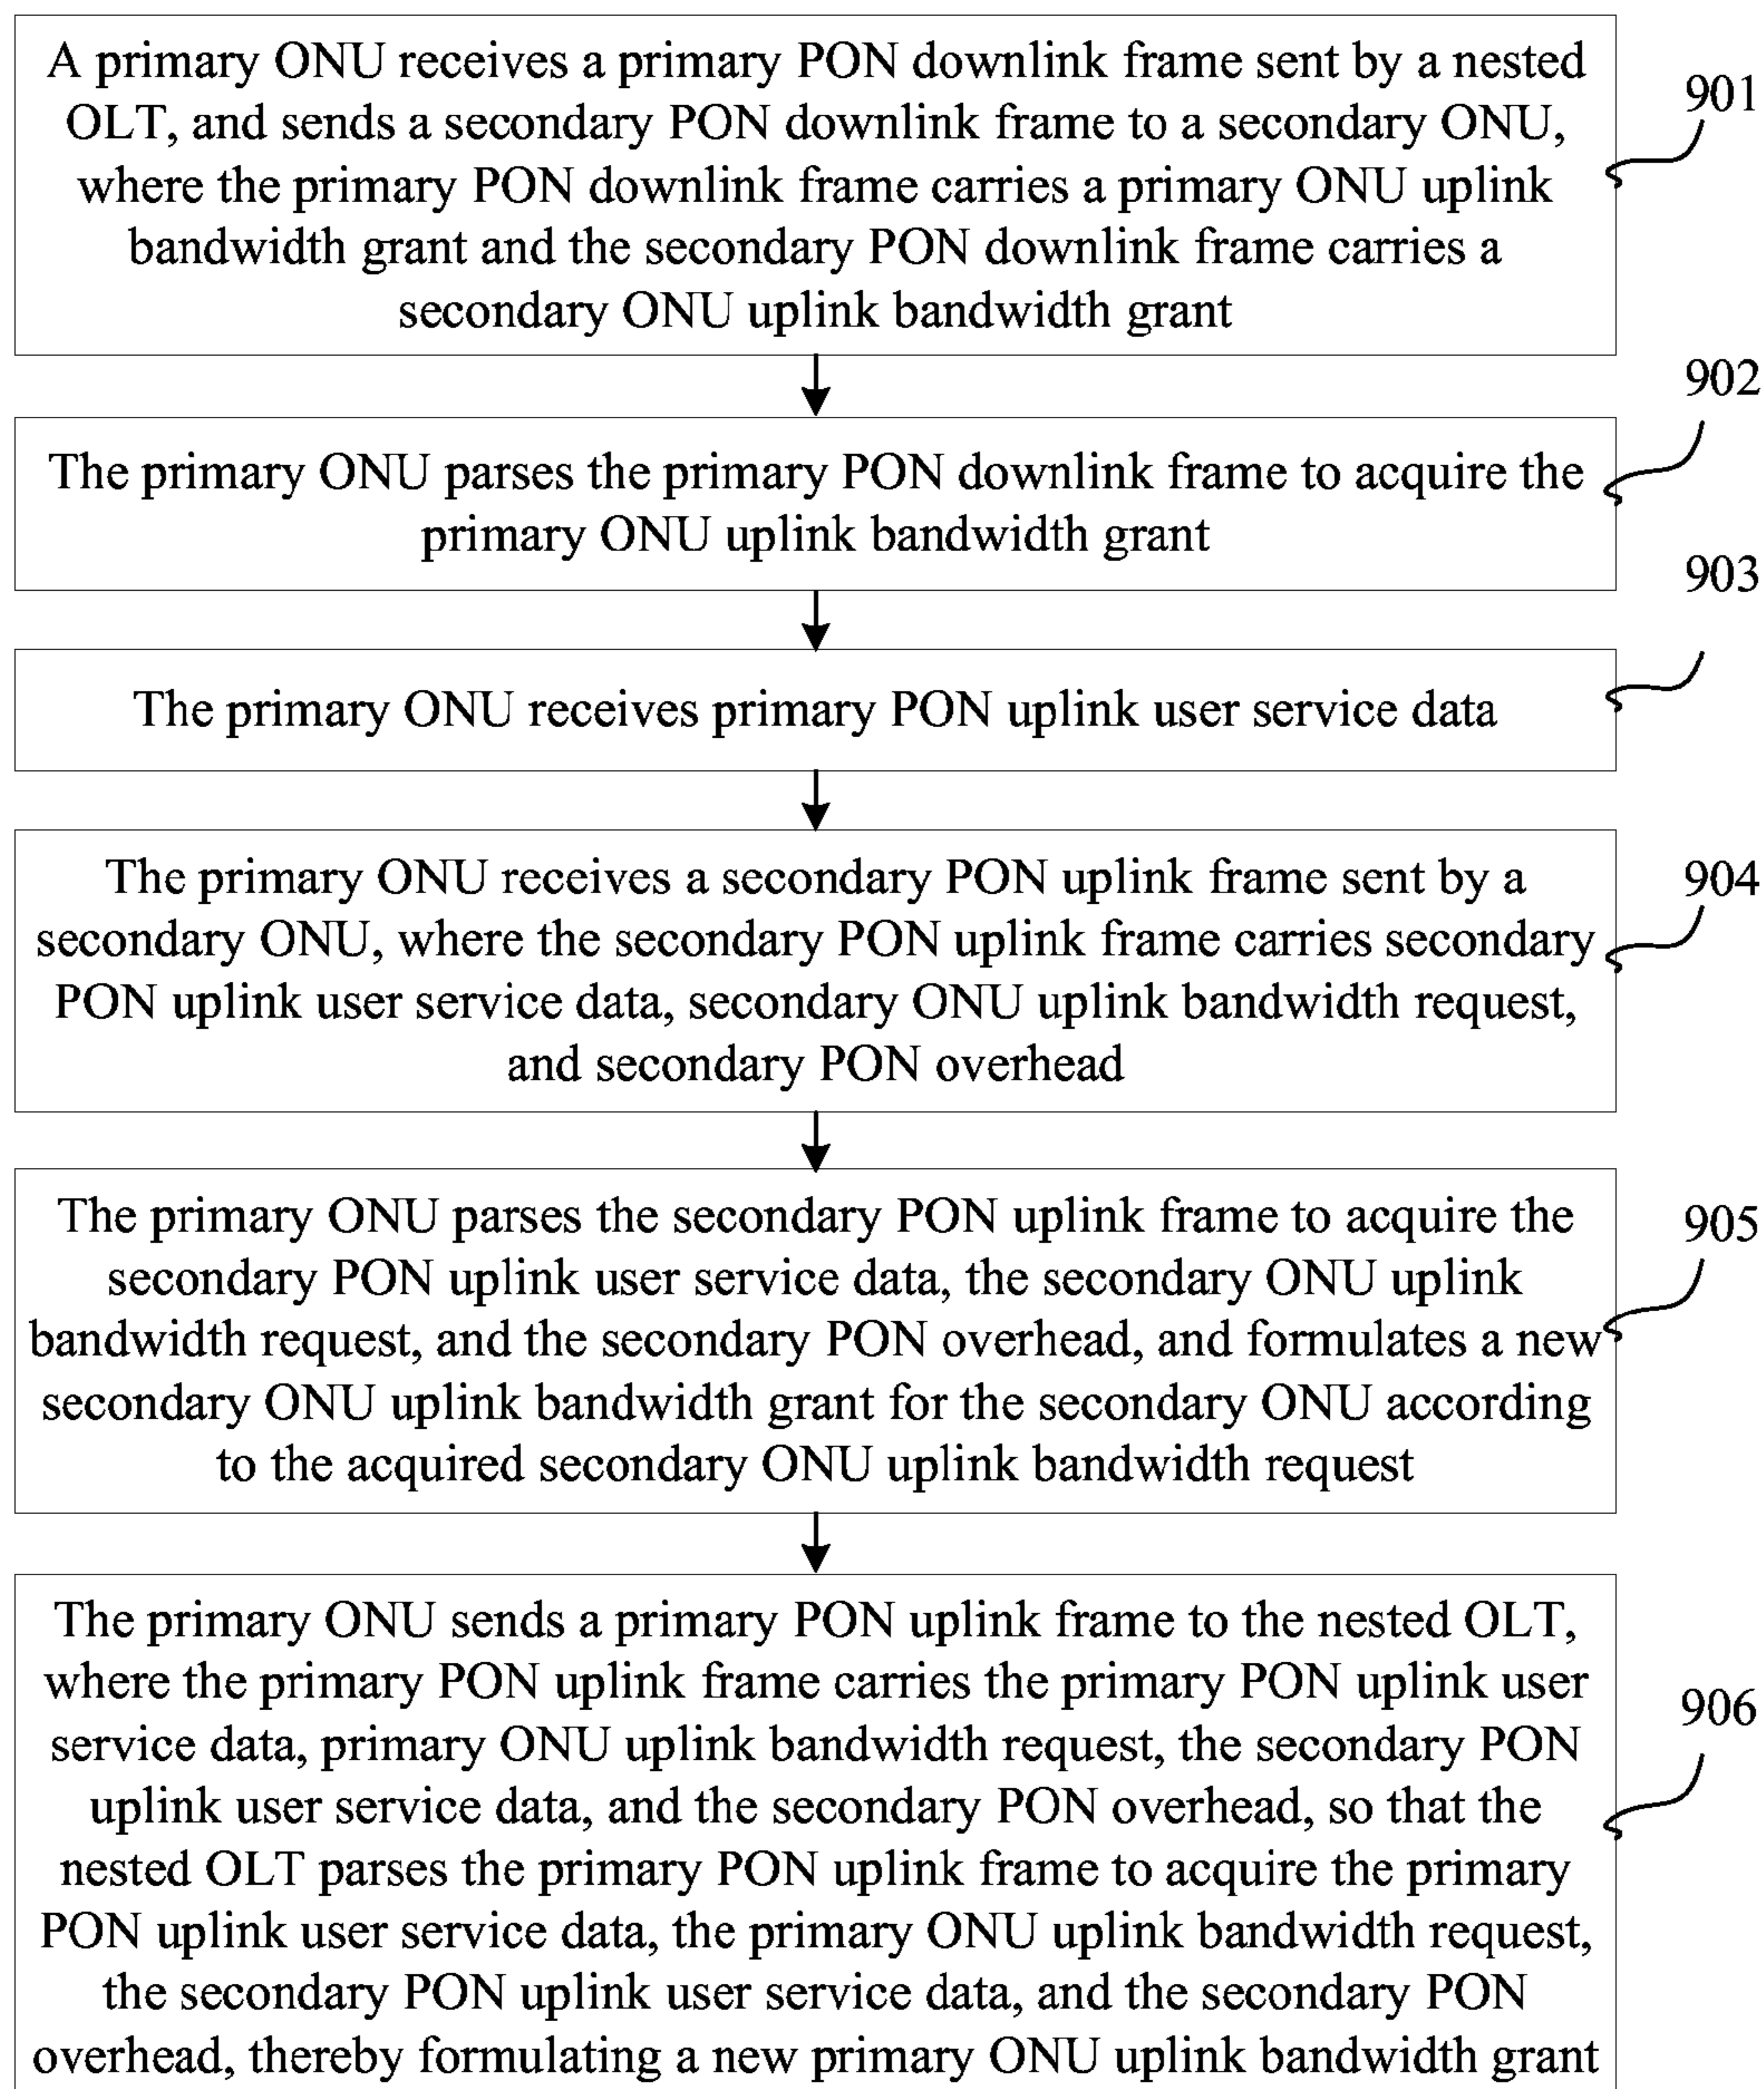 A primary ONU receives a primary PON downlink frame sent by a nested
OLT, and sends a secondary PON downlink frame to a secondary ONU,
where the primary PON downlink frame carries a primary ONU uplink
bandwidth grant and the secondary PON downlink frame carries a
secondary ONU uplink bandwidth grant
901
The primary ONU parses the primary PON downlink frame to acquire the
primary ONU uplink bandwidth grant
902
The primary ONU receives primary PON uplink user service data
903
The primary ONU receives a secondary PON uplink frame sent by a
secondary ONU, where the secondary PON uplink frame carries secondary
PON uplink user service data, secondary ONU uplink bandwidth request,
and secondary PON overhead
904
The primary ONU parses the secondary PON uplink frame to acquire the
secondary PON uplink user service data, the secondary ONU uplink
bandwidth request, and the secondary PON overhead, and formulates a new
secondary ONU uplink bandwidth grant for the secondary ONU according
to the acquired secondary ONU uplink bandwidth request
905
The primary ONU sends a primary PON uplink frame to the nested OLT,
where the primary PON uplink frame carries the primary PON uplink user
service data, primary ONU uplink bandwidth request, the secondary PON
uplink user service data, and the secondary PON overhead, so that the
nested OLT parses the primary PON uplink frame to acquire the primary
PON uplink user service data, the primary ONU uplink bandwidth request,
the secondary PON uplink user service data, and the secondary PON
overhead, thereby formulating a new primary ONU uplink bandwidth grant
906